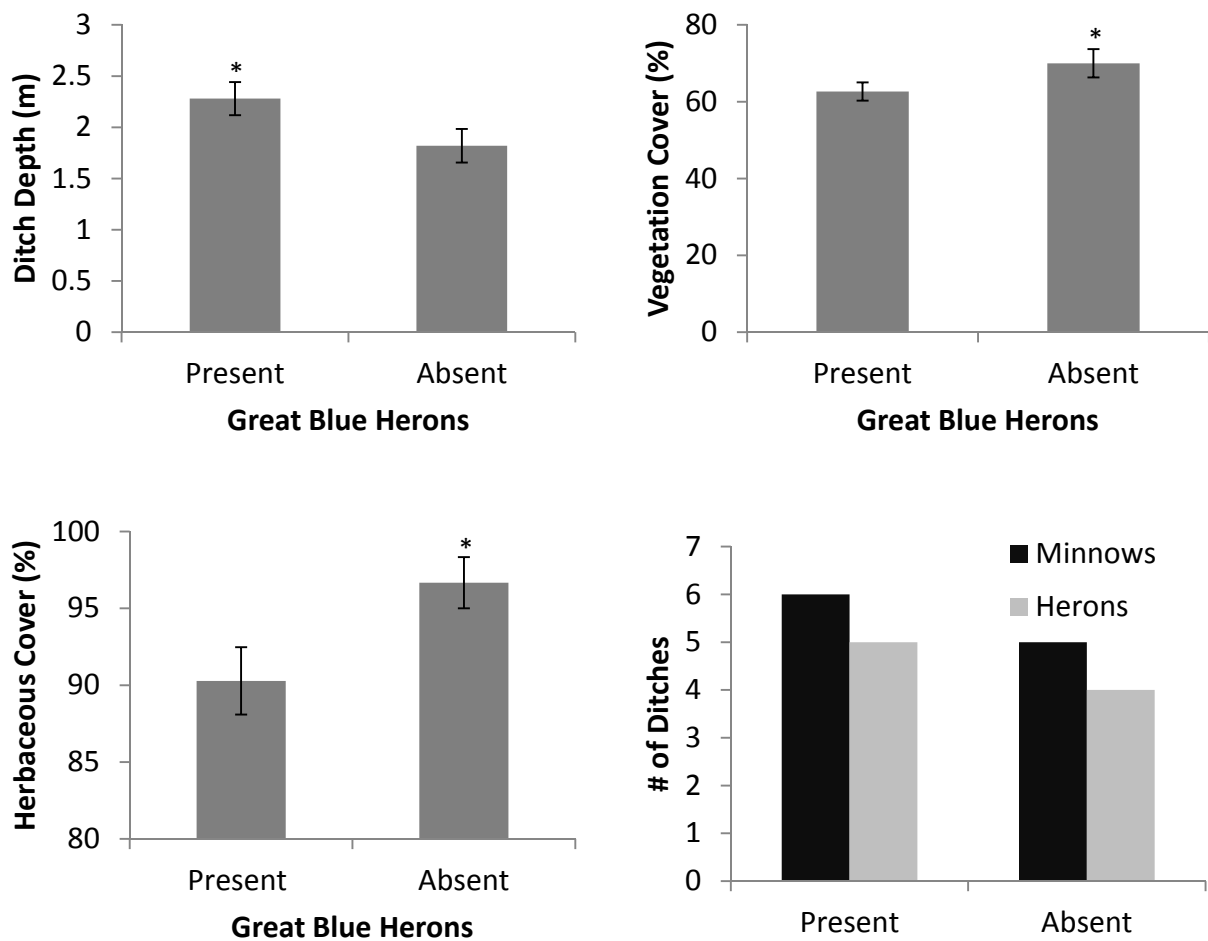 Ditch Depth (m)
3
2.5
2
1.5
1
0.5
0
*
Present Absent
Great Blue Herons
Vegetation Cover (%)
80
60
40
20
0
*
Present Absent
Great Blue Herons
Herbaceous Cover (%)
100
95
90
85
80
*
Present Absent
Great Blue Herons
# of Ditches
7
6
5
4
3
2
1
0
Minnows
Herons
Present Absent